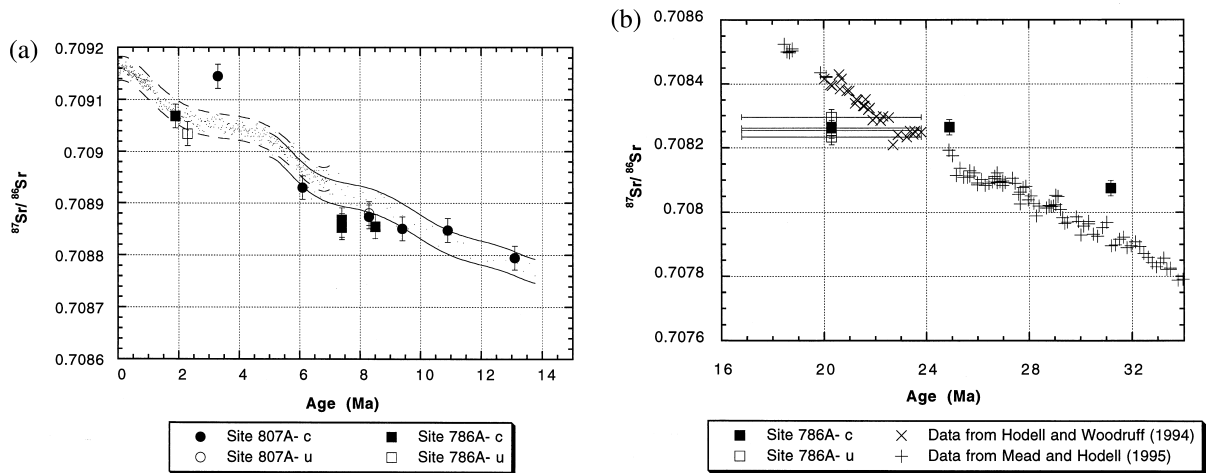 (a)
0.7092
0.7091
0.709
0.7089
0.7088
0.7087
0.7086
87Sr/ 86Sr
0 2 4 6 8 10 12 14
Age (Ma)
Site 807A- c
Site 786A- c
Site 807A- u
Site 786A- u
(b)
0.7086
0.7084
0.7082
0.708
0.7078
0.7076
87Sr/ 86Sr
16 20 24 28 32
Age (Ma)
Site 786A- c
Data from Hodell and Woodruff (1994)
Site 786A- u
Data from Mead and Hodell (1995)